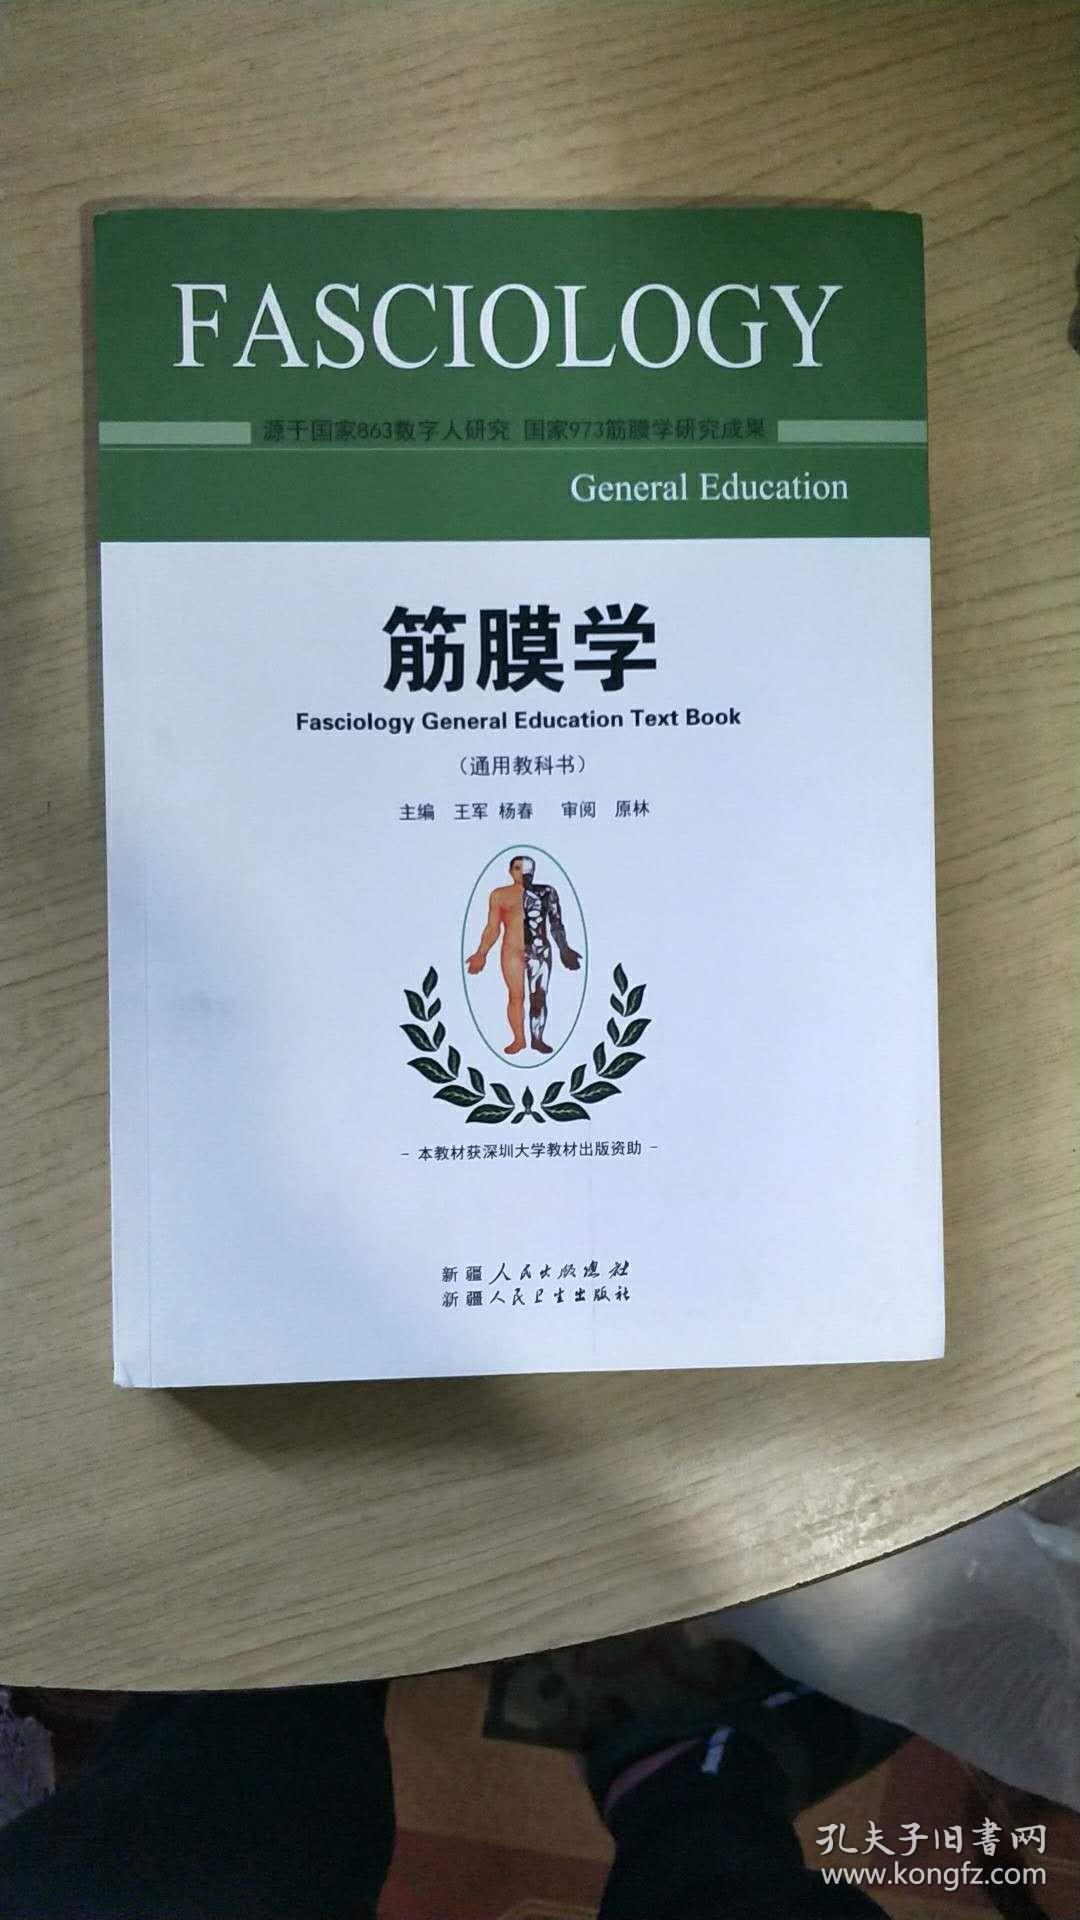 FASCIOLOGY
源于国家863数字人研究 国家973筋膜学研究成果
General Education
筋膜学
Fasciology General Education Text Book
（通用教科书）
主编 王军 杨春 审阅 原林
- 本教材获深圳大学教材出版资助 -
新疆人民出版总社
新疆人民卫生出版社
孔夫子旧书网
www.kongfz.com